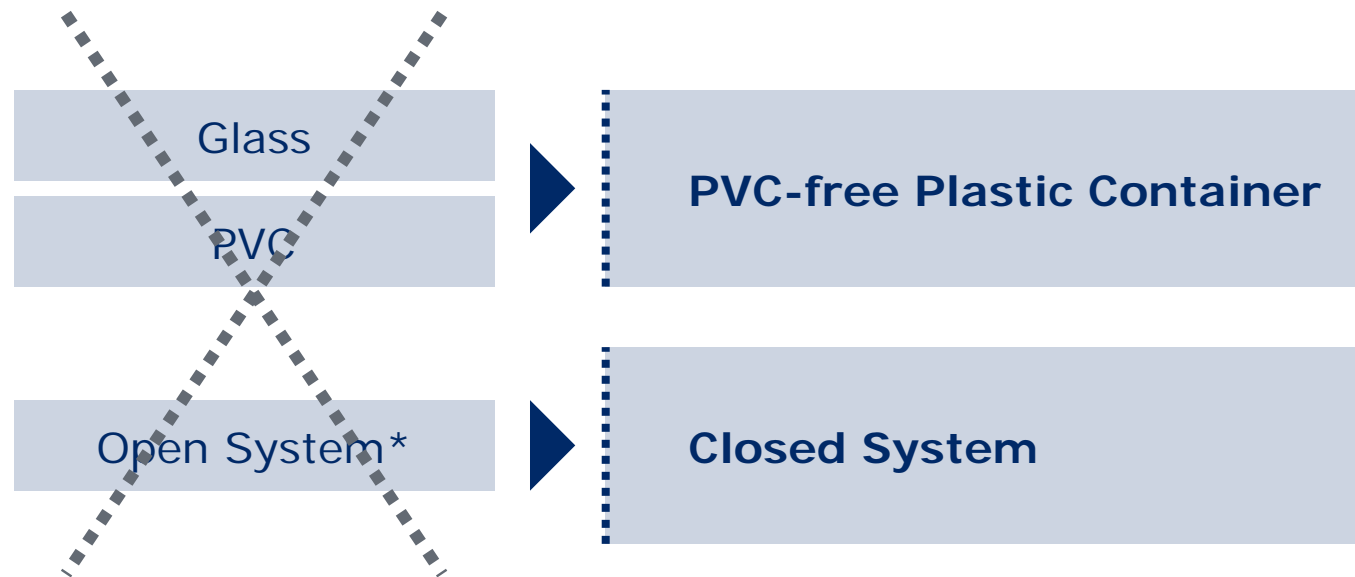 Glass
PVC
PVC-free Plastic Container
Open System*
Closed System